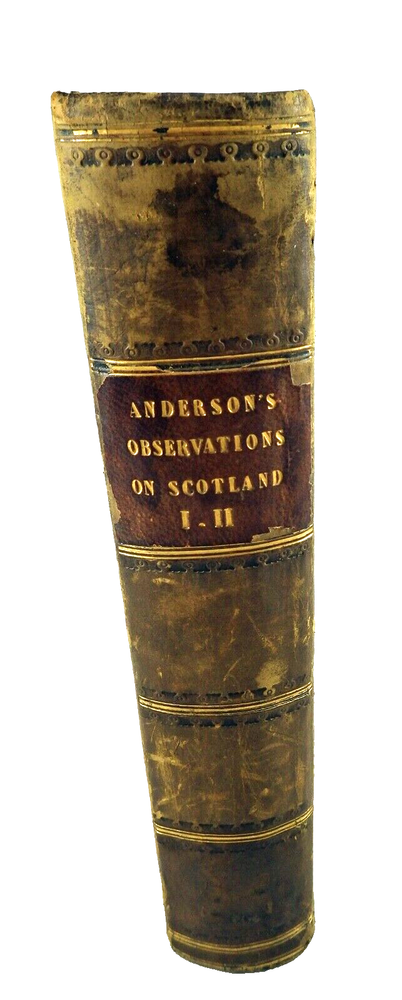 ANDERSON'S
OBSERVATIONS
ON SCOTLAND
I-II